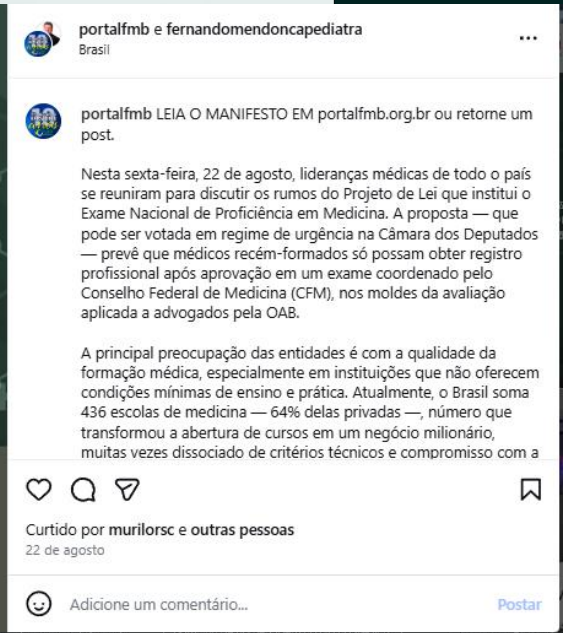 portalfmb e fernandomendoncapediatra
Brasil
portalfmb LEIA O MANIFESTO EM portalfmb.org.br ou retorne um
post.
Nesta sexta-feira, 22 de agosto, lideranças médicas de todo o país
se reuniram para discutir os rumos do Projeto de Lei que institui o
Exame Nacional de Proficiência em Medicina. A proposta — que
pode ser votada em regime de urgência na Câmara dos Deputados
— prevê que médicos recém-formados só possam obter registro
profissional após aprovação em um exame coordenado pelo
Conselho Federal de Medicina (CFM), nos moldes da avaliação
aplicada a advogados pela OAB.
A principal preocupação das entidades é com a qualidade da
formação médica, especialmente em instituições que não oferecem
condições mínimas de ensino e prática. Atualmente, o Brasil soma
436 escolas de medicina — 64% delas privadas —, número que
transformou a abertura de cursos em um negócio milionário,
muitas vezes dissociado de critérios técnicos e compromisso com a
Curtido por murilorsc e outras pessoas
22 de agosto
Adicione um comentário...
Postar